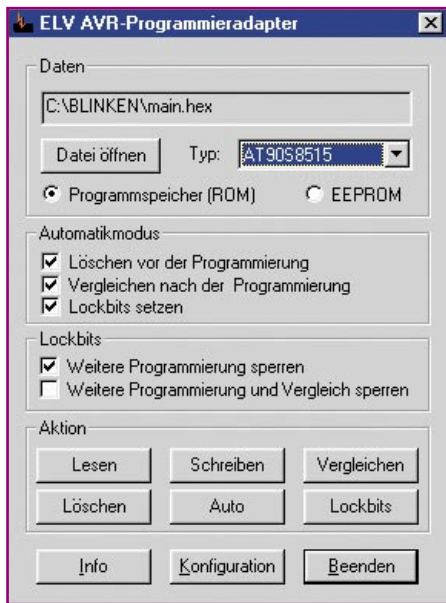 ELV AVR-Programmieradapter
Daten
C:\BLINKEN\main.hex
Datei öffnen Typ: AT90S8515
Programmspeicher (ROM) EEPROM
Automatikmodus
Löschen vor der Programmierung
Vergleichen nach der Programmierung
Lockbits setzen
Lockbits
Weitere Programmierung sperren
Weitere Programmierung und Vergleich sperren
Aktion
Lesen Schreiben Vergleichen
Löschen Auto Lockbits
Info Konfiguration Beenden